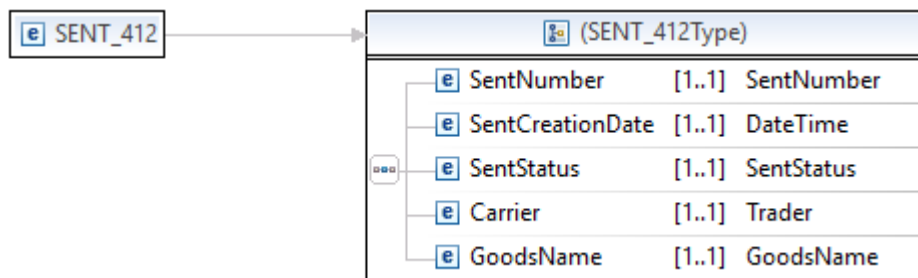 SENT_412
(SENT_412Type)
SentNumber [1..1] SentNumber
SentCreationDate [1..1] DateTime
SentStatus [1..1] SentStatus
Carrier [1..1] Trader
GoodsName [1..1] GoodsName